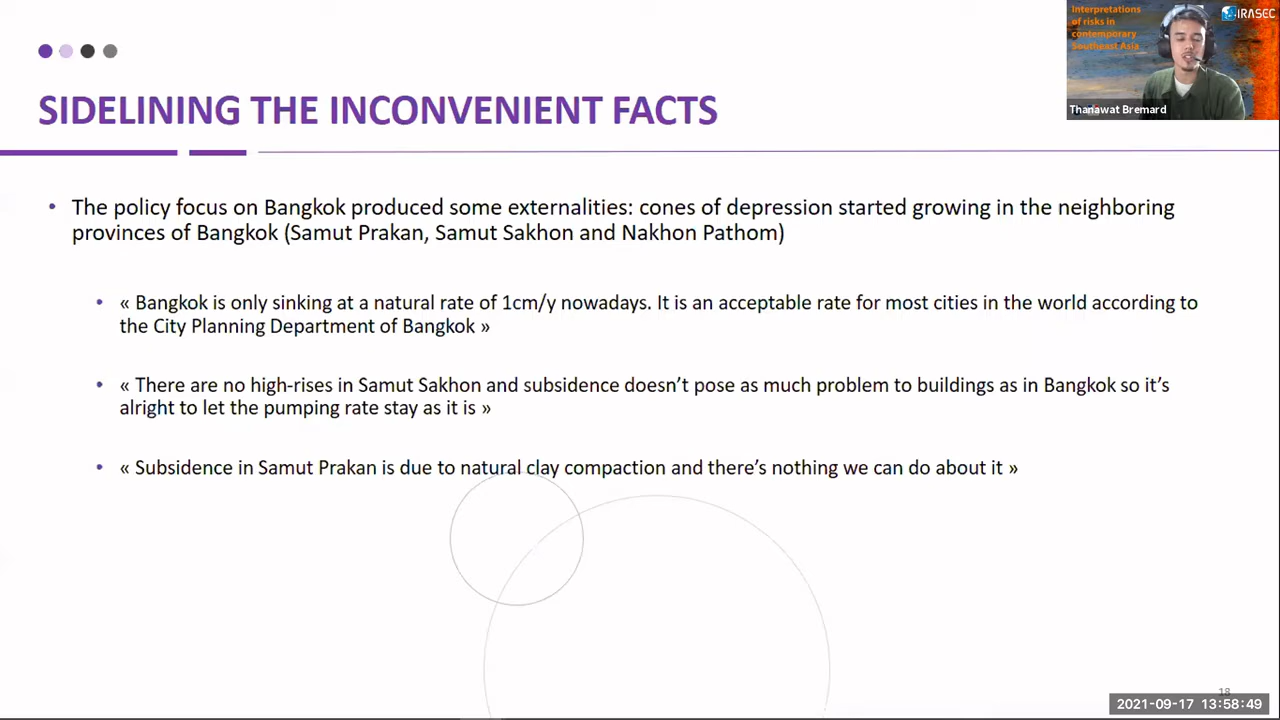 Interpretations
of risks in
contemporary
Southeast Asia
IRASEC
Thanawat Bremard
SIDELINING THE INCONVENIENT FACTS
• The policy focus on Bangkok produced some externalities: cones of depression started growing in the neighboring
provinces of Bangkok (Samut Prakan, Samut Sakhon and Nakhon Pathom)
• « Bangkok is only sinking at a natural rate of 1cm/y nowadays. It is an acceptable rate for most cities in the world according to
the City Planning Department of Bangkok »
• « There are no high-rises in Samut Sakhon and subsidence doesn't pose as much problem to buildings as in Bangkok so it's
alright to let the pumping rate stay as it is »
• « Subsidence in Samut Prakan is due to natural clay compaction and there's nothing we can do about it »
18
2021-09-17 13:58:49